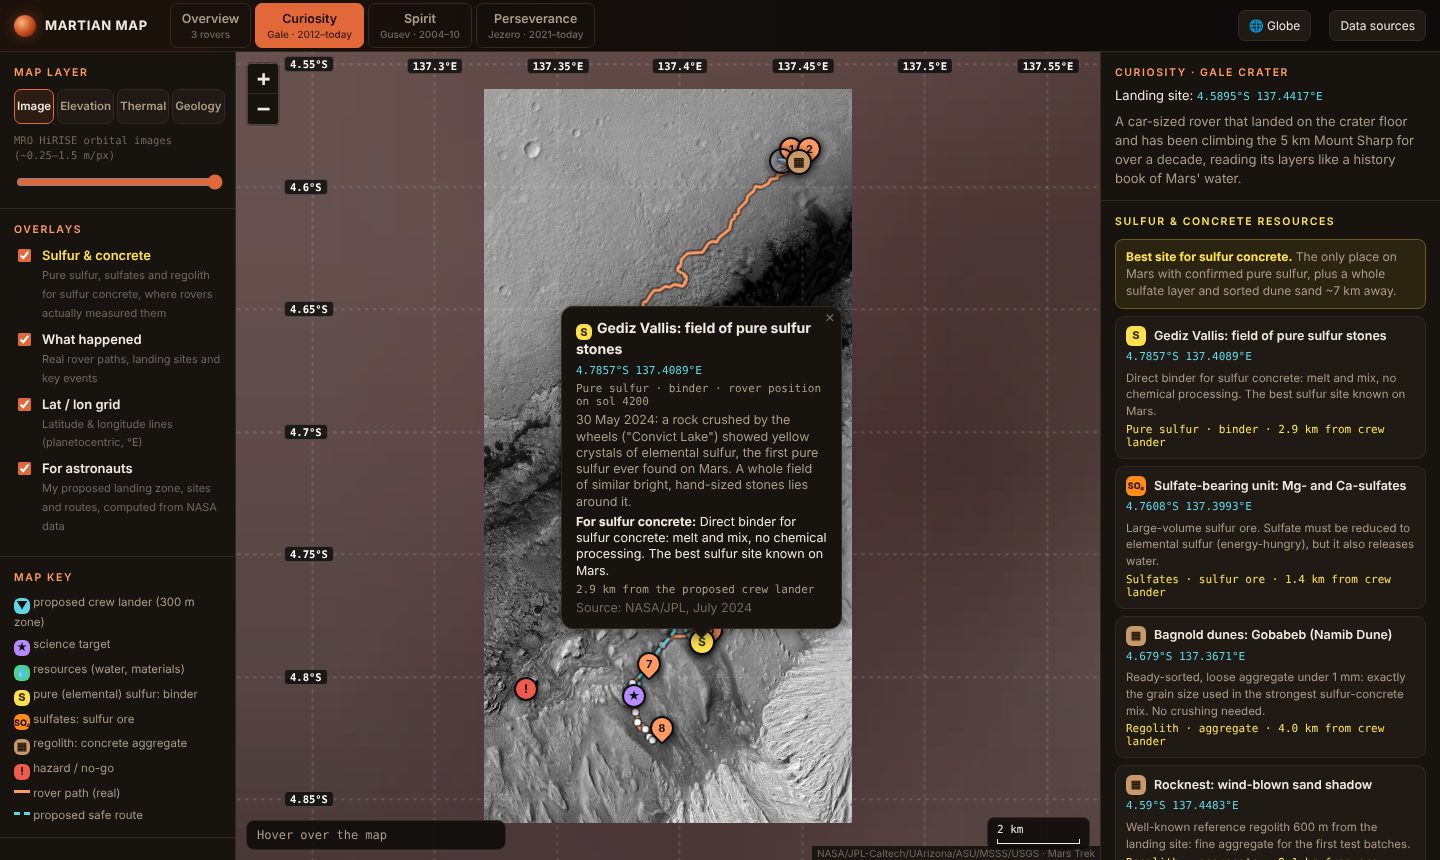 MARTIAN MAP
Overview
3 rovers
Curiosity
Gale · 2012–today
Spirit
Gusev · 2004–10
Perseverance
Jezero · 2021–today
Globe
Data sources
MAP LAYER
Image
Elevation
Thermal
Geology
MRO HiRISE orbital images
(~0.25–1.5 m/px)
OVERLAYS
Sulfur & concrete
Pure sulfur, sulfates and regolith
for sulfur concrete, where rovers
actually measured them
What happened
Real rover paths, landing sites and
key events
Lat / lon grid
Latitude & longitude lines
(planetocentric, °E)
For astronauts
My proposed landing zone, sites
and routes, computed from NASA
data
MAP KEY
proposed crew lander (300 m
zone)
science target
resources (water, materials)
S pure (elemental) sulfur: binder
SO₄ sulfates: sulfur ore
regolith: concrete aggregate
! hazard / no-go
rover path (real)
proposed safe route
+
−
4.55°S
137.3°E
137.35°E
137.4°E
137.45°E
137.5°E
137.55°E
4.6°S
4.65°S
4.7°S
4.75°S
4.8°S
4.85°S
1
2
×
S Gediz Vallis: field of pure sulfur
stones
4.7857°S 137.4089°E
Pure sulfur · binder · rover position
on sol 4200
30 May 2024: a rock crushed by the
wheels ("Convict Lake") showed yellow
crystals of elemental sulfur, the first pure
sulfur ever found on Mars. A whole field
of similar bright, hand-sized stones lies
around it.
For sulfur concrete: Direct binder for
sulfur concrete: melt and mix, no chemical
processing. The best sulfur site known on
Mars.
2.9 km from the proposed crew lander
Source: NASA/JPL, July 2024
S
7
!
8
Hover over the map
2 km
NASA/JPL-Caltech/UArizona/ASU/MSSS/USGS · Mars Trek
CURIOSITY · GALE CRATER
Landing site: 4.5895°S 137.4417°E
A car-sized rover that landed on the crater floor
and has been climbing the 5 km Mount Sharp for
over a decade, reading its layers like a history
book of Mars' water.
SULFUR & CONCRETE RESOURCES
Best site for sulfur concrete. The only place on
Mars with confirmed pure sulfur, plus a whole
sulfate layer and sorted dune sand ~7 km away.
S Gediz Vallis: field of pure sulfur stones
4.7857°S 137.4089°E
Direct binder for sulfur concrete: melt and mix, no
chemical processing. The best sulfur site known on
Mars.
Pure sulfur · binder · 2.9 km from crew
lander
SO₄ Sulfate-bearing unit: Mg- and Ca-sulfates
4.7608°S 137.3993°E
Large-volume sulfur ore. Sulfate must be reduced to
elemental sulfur (energy-hungry), but it also releases
water.
Sulfates · sulfur ore · 1.4 km from crew
lander
Bagnold dunes: Gobabeb (Namib Dune)
4.679°S 137.3671°E
Ready-sorted, loose aggregate under 1 mm: exactly
the grain size used in the strongest sulfur-concrete
mix. No crushing needed.
Regolith · aggregate · 4.0 km from crew
lander
Rocknest: wind-blown sand shadow
4.59°S 137.4483°E
Well-known reference regolith 600 m from the
landing site: fine aggregate for the first test batches.